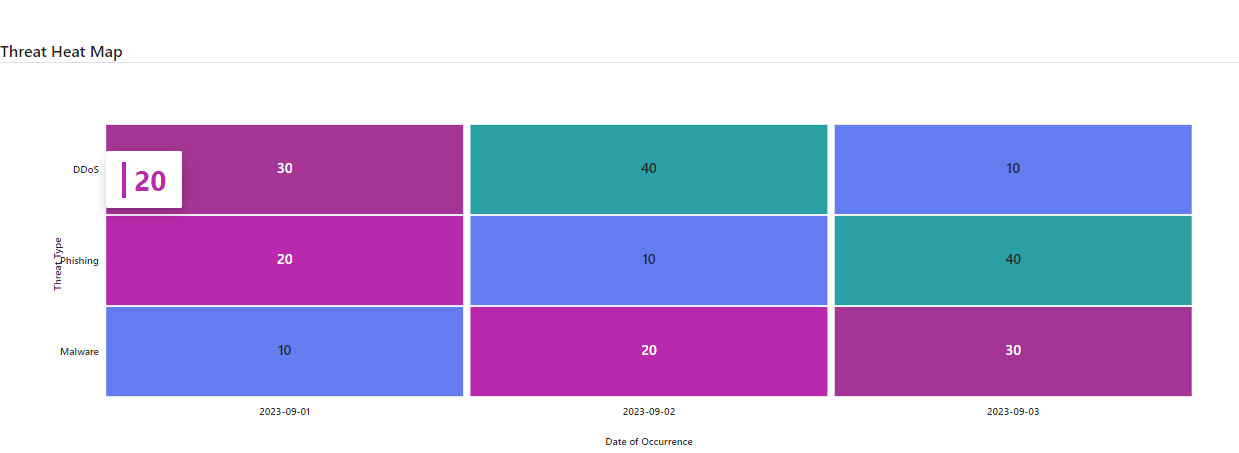 Threat Heat Map
DDoS
30
40
10
20
Threat Type
Phishing
20
10
40
Malware
10
20
30
2023-09-01
2023-09-02
2023-09-03
Date of Occurrence